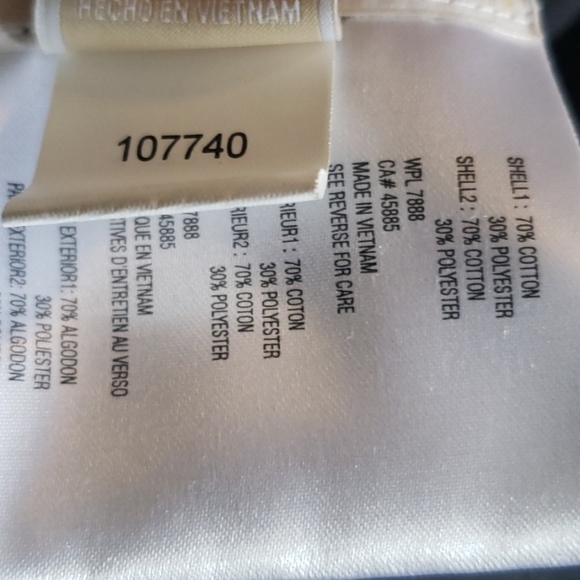 HECHO EN VIETNAM
107740
SHELL1: 70% COTTON
30% POLYESTER
SHELL2: 70% COTTON
30% POLYESTER
WPL 7888
CA# 45885
MADE IN VIETNAM
SEE REVERSE FOR CARE
RIEUR1: 70% COTON
30% POLYESTER
RIEUR2: 70% COTON
30% POLYESTER
7888
45885
QUE EN VIETNAM
TIVES D'ENTRETIEN AU VERSO
EXTERIOR1: 70% ALGODON
30% POLIESTER
EXTERIOR2: 70% ALGODON